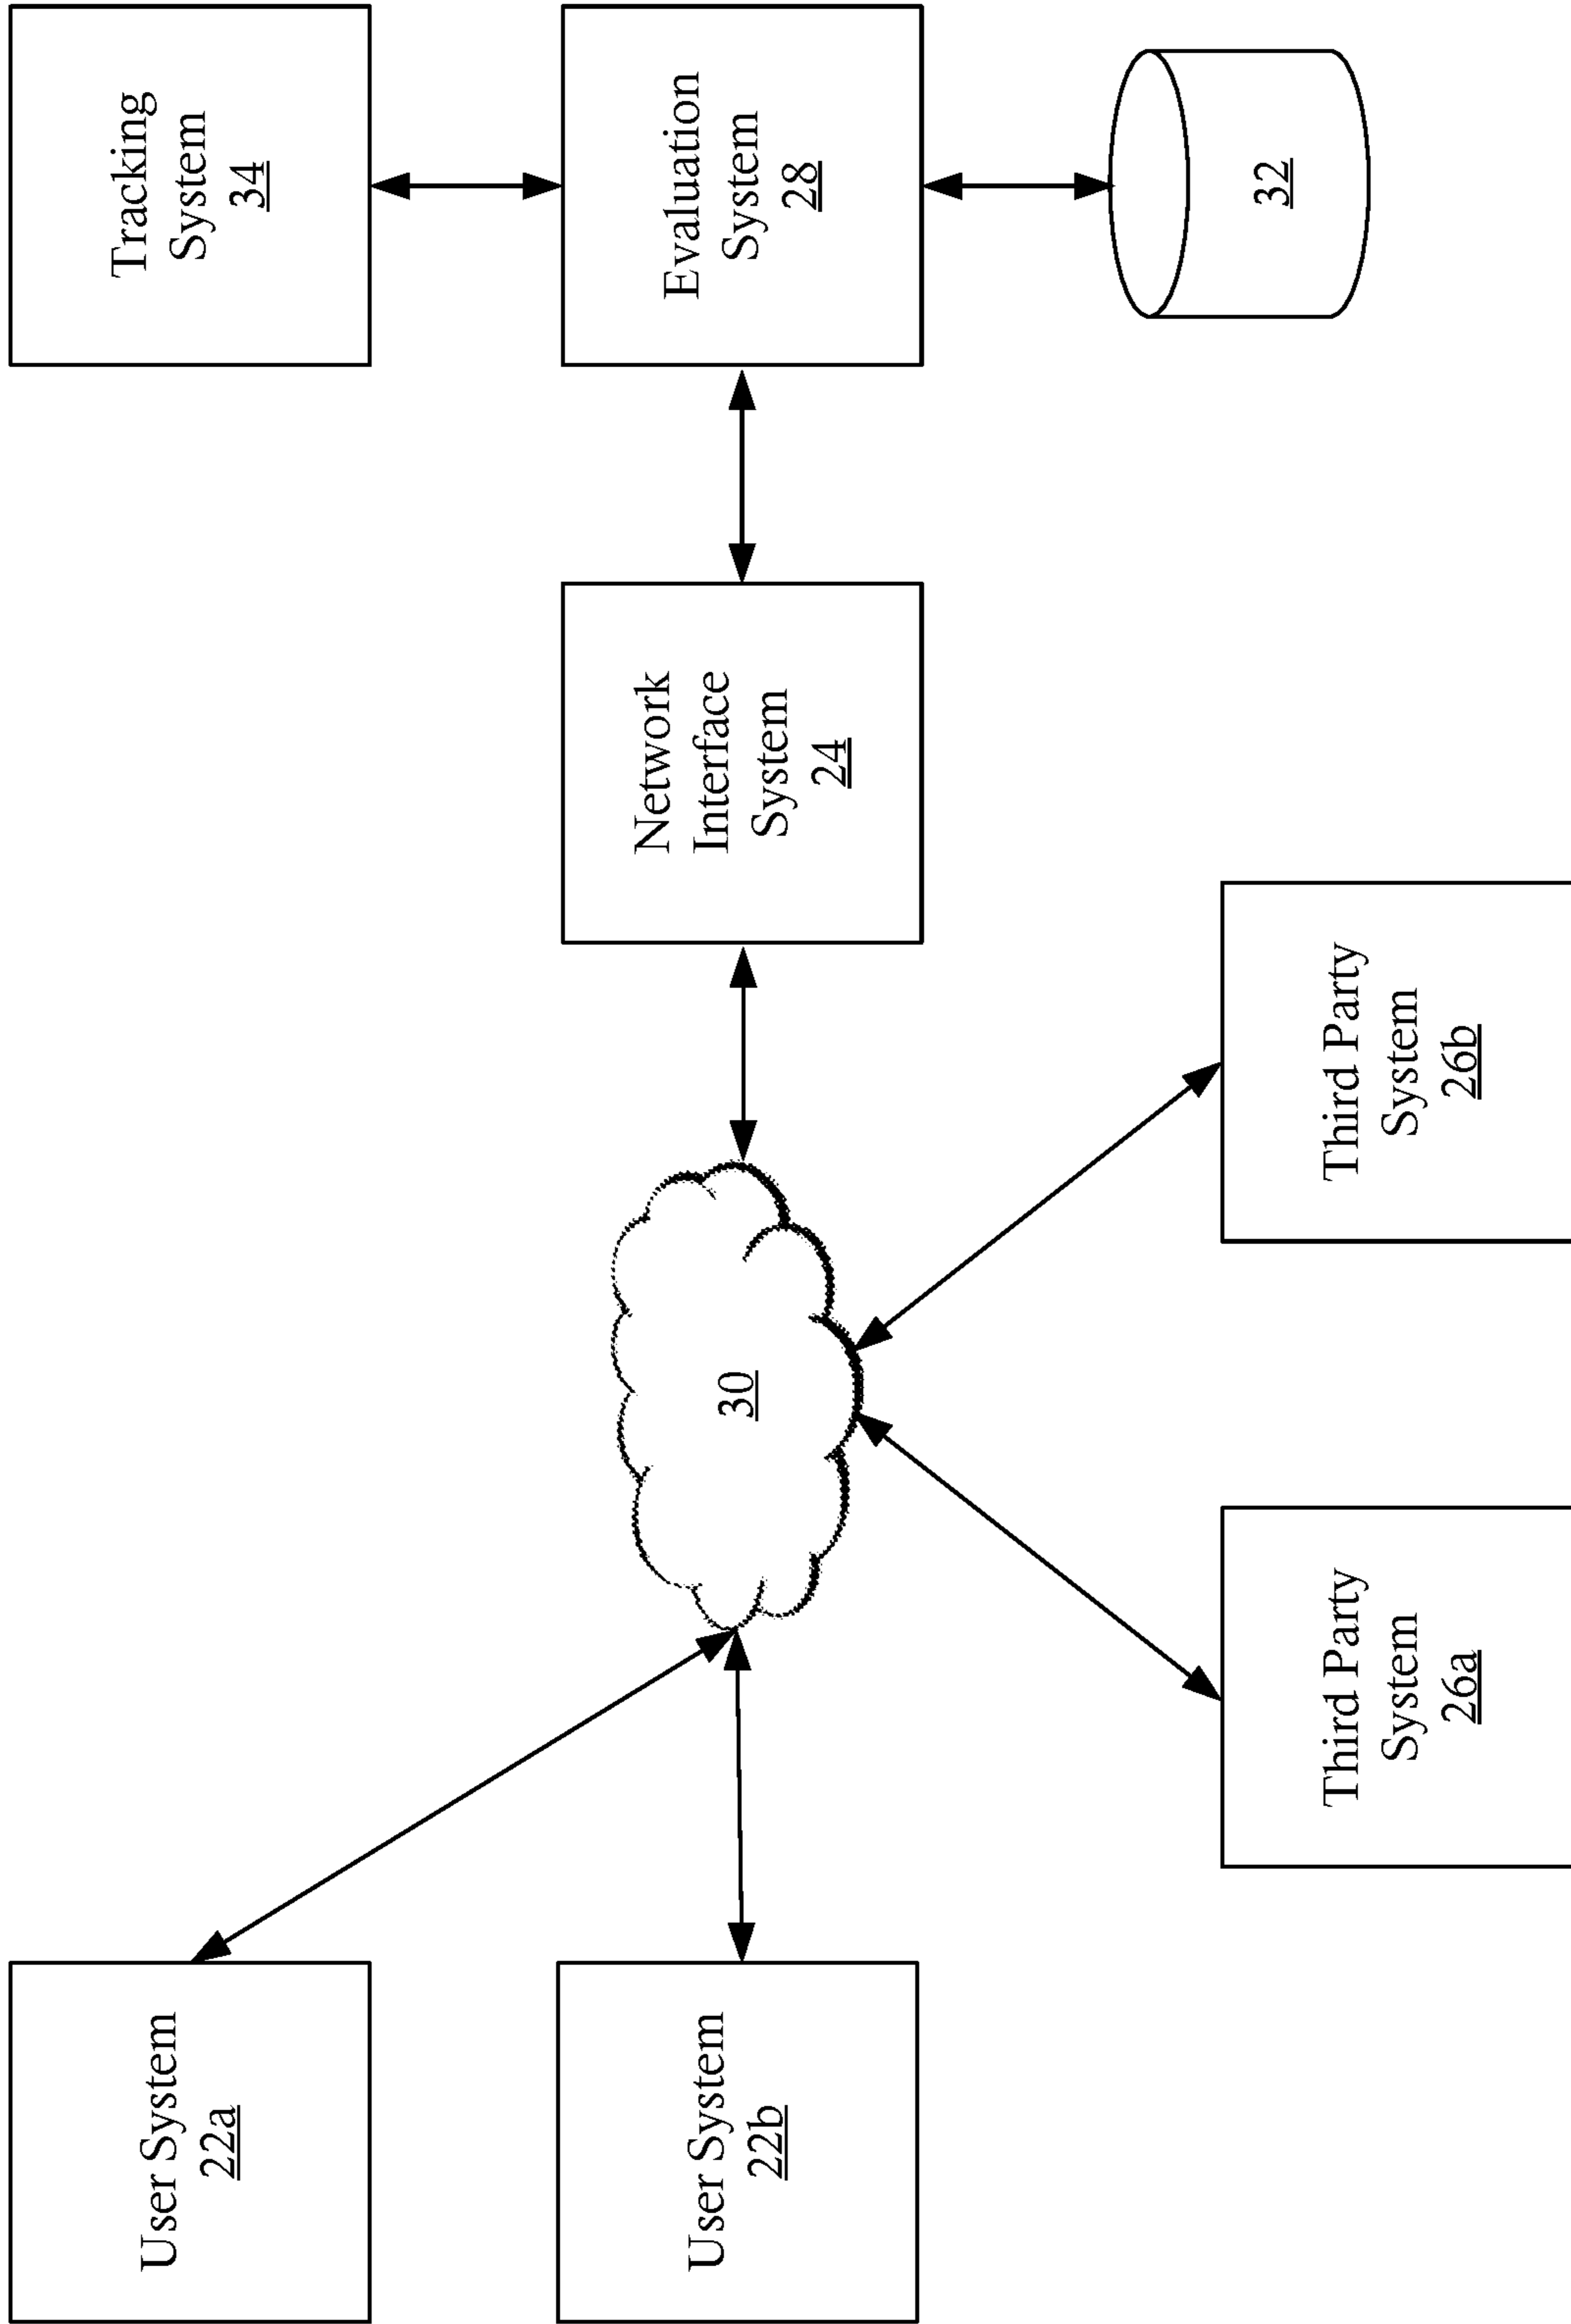 User System
22a
User System
22b
30
Third Party
System
26a
Third Party
System
26b
Network
Interface
System
24
Tracking
System
34
Evaluation
System
28
32